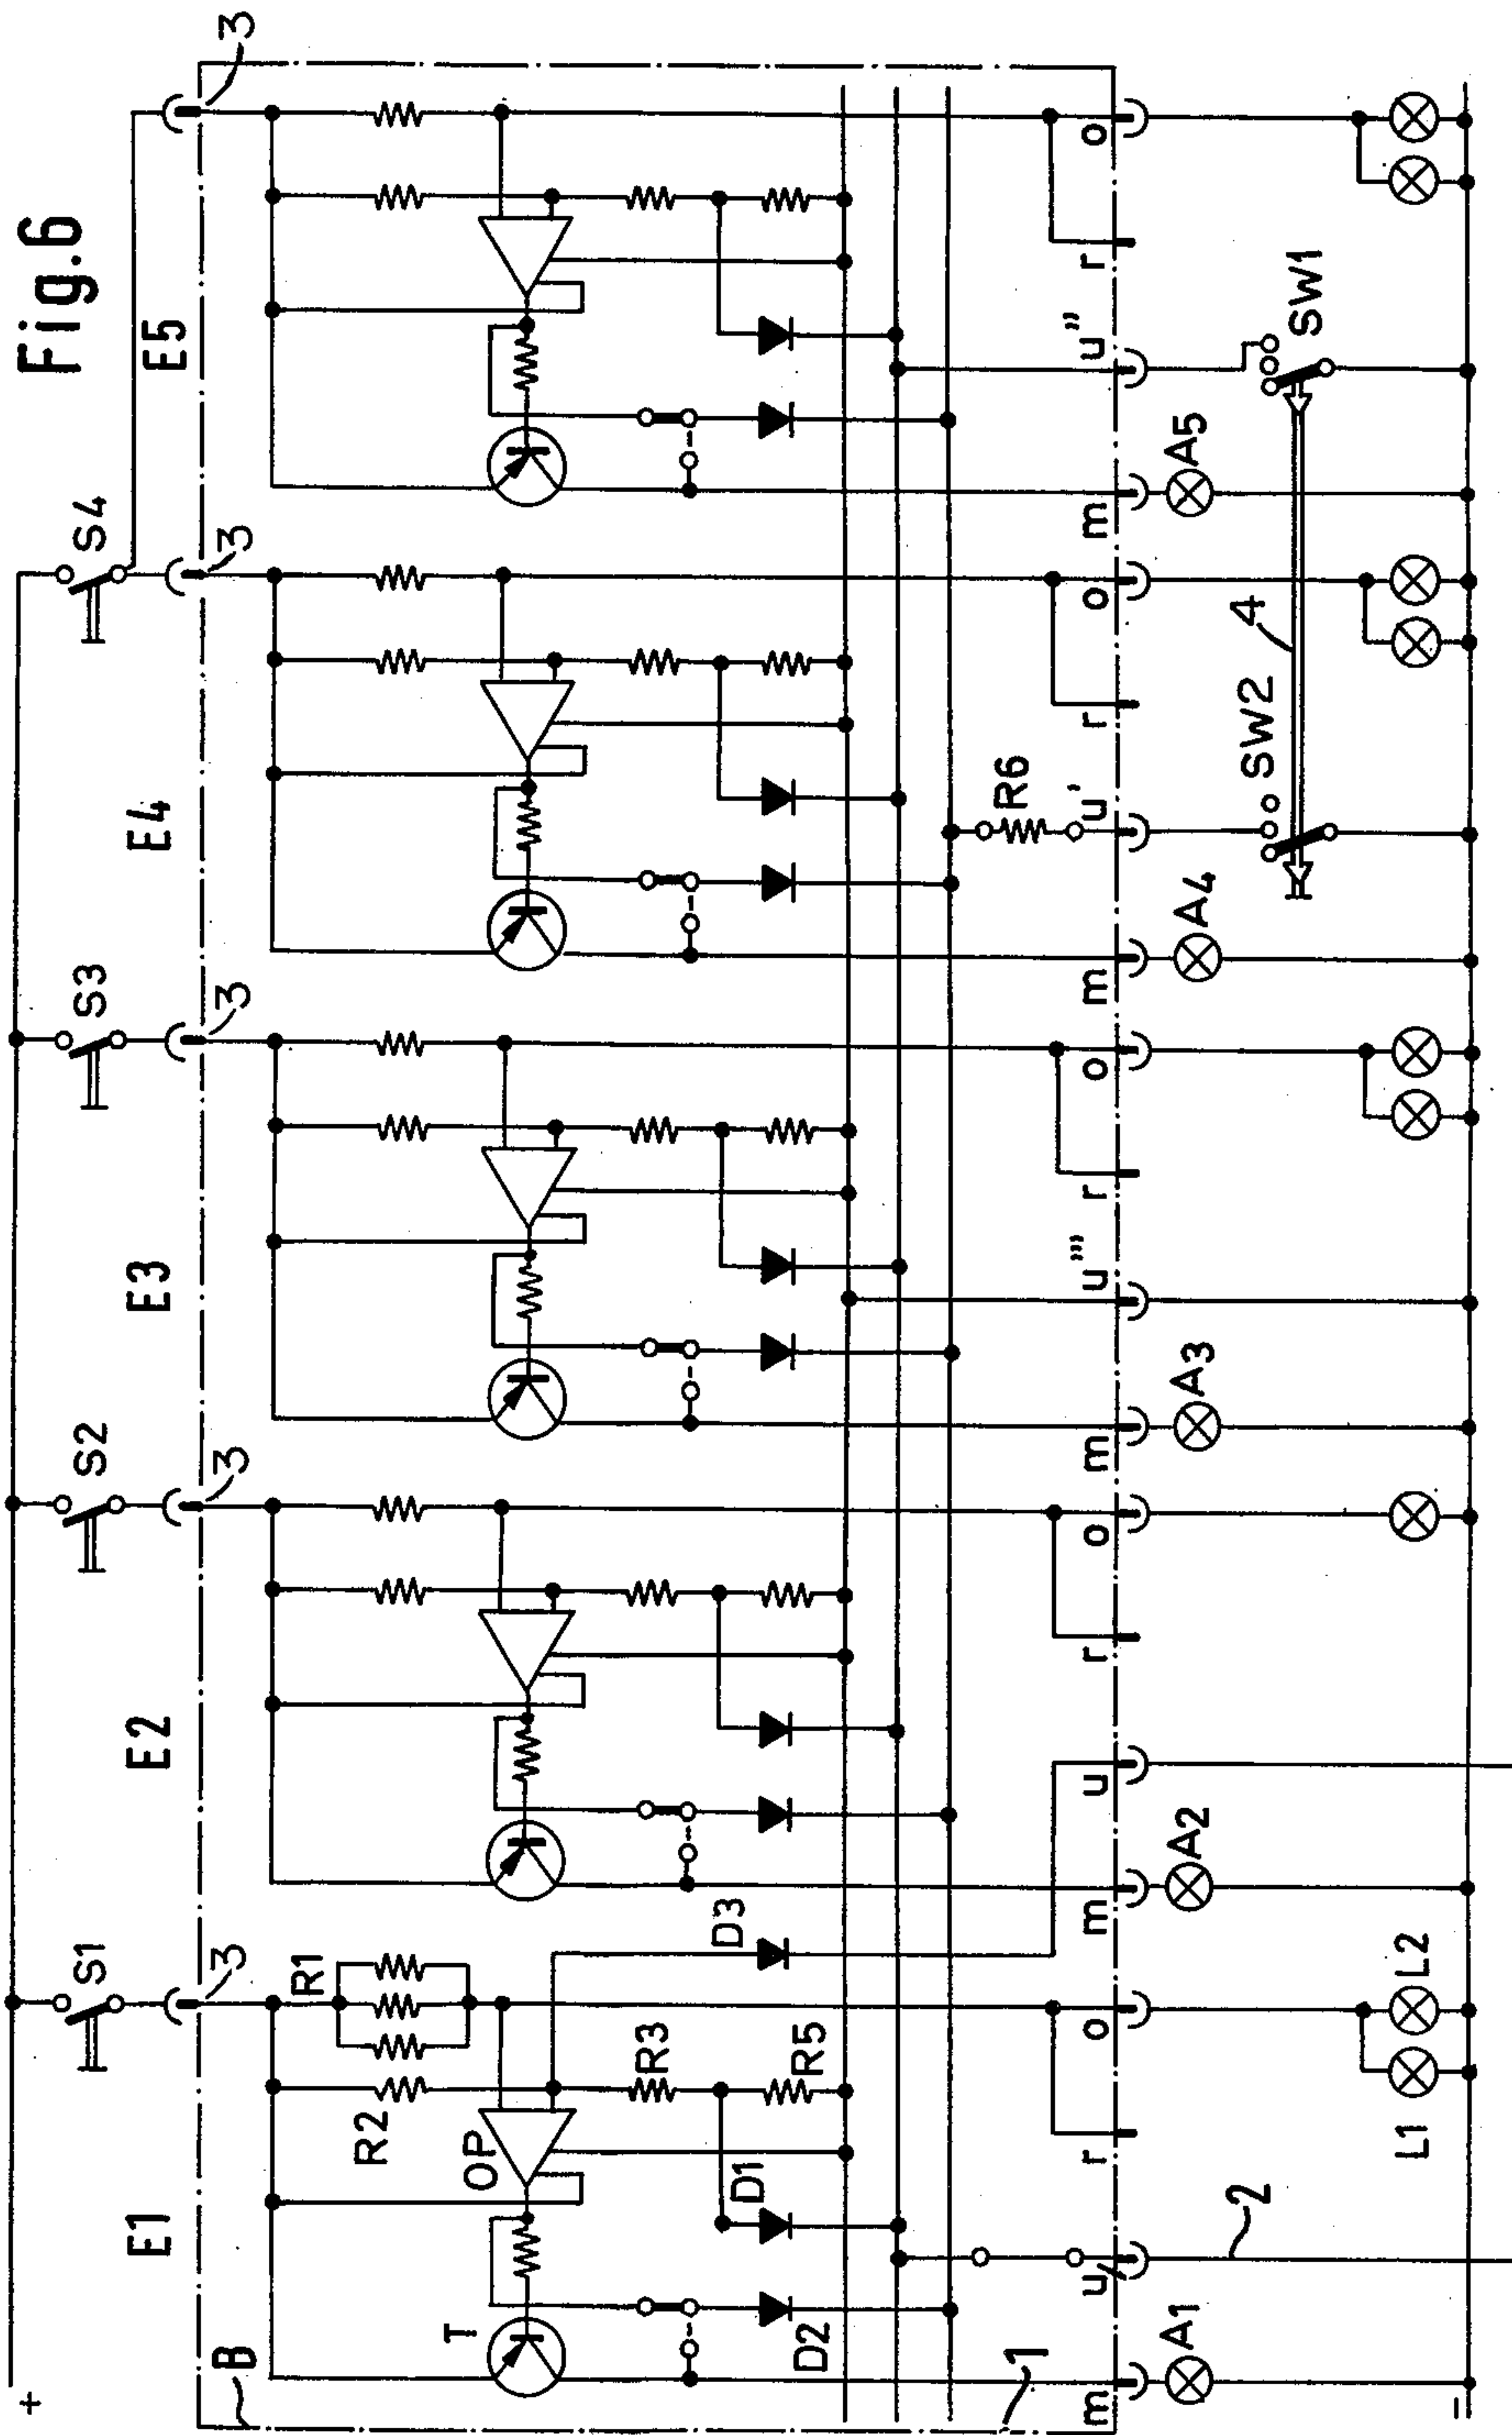 Fig.6
+
S1
S2
S3
S4
3
3
3
3
3
E1
E2
E3
E4
E5
B
R1
R2
T
OP
R3
R5
D1
D2
D3
R6
1
m
u'
r
o
m
u
r
o
m
u'''
r
o
m
u'
r
o
m
u''
r
o
A1
2
A2
A3
A4
SW2
4
A5
SW1
L1
L2
−